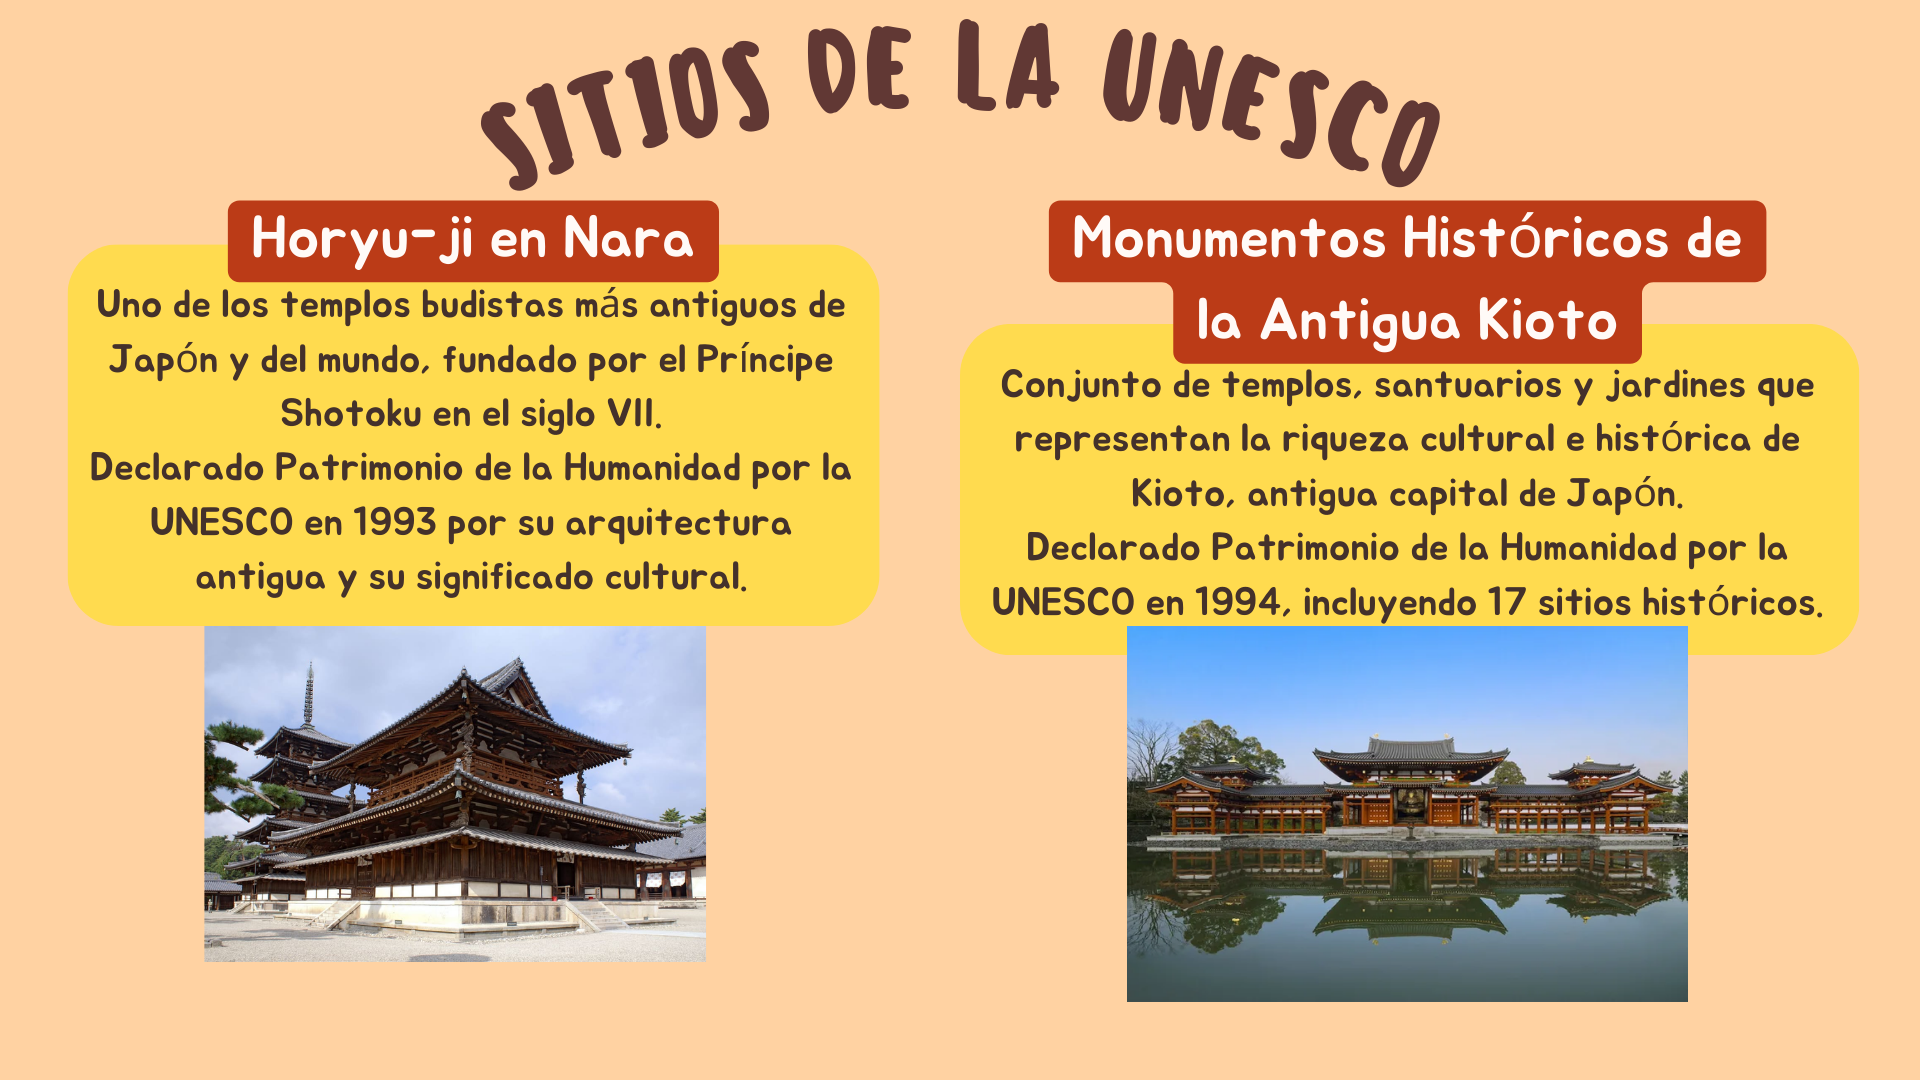 SITIOS DE LA UNESCO
Horyu-ji en Nara
Uno de los templos budistas más antiguos de
Japón y del mundo, fundado por el Príncipe
Shotoku en el siglo VII.
Declarado Patrimonio de la Humanidad por la
UNESCO en 1993 por su arquitectura
antigua y su significado cultural.
Monumentos Históricos de
la Antigua Kioto
Conjunto de templos, santuarios y jardines que
representan la riqueza cultural e histórica de
Kioto, antigua capital de Japón.
Declarado Patrimonio de la Humanidad por la
UNESCO en 1994, incluyendo 17 sitios históricos.